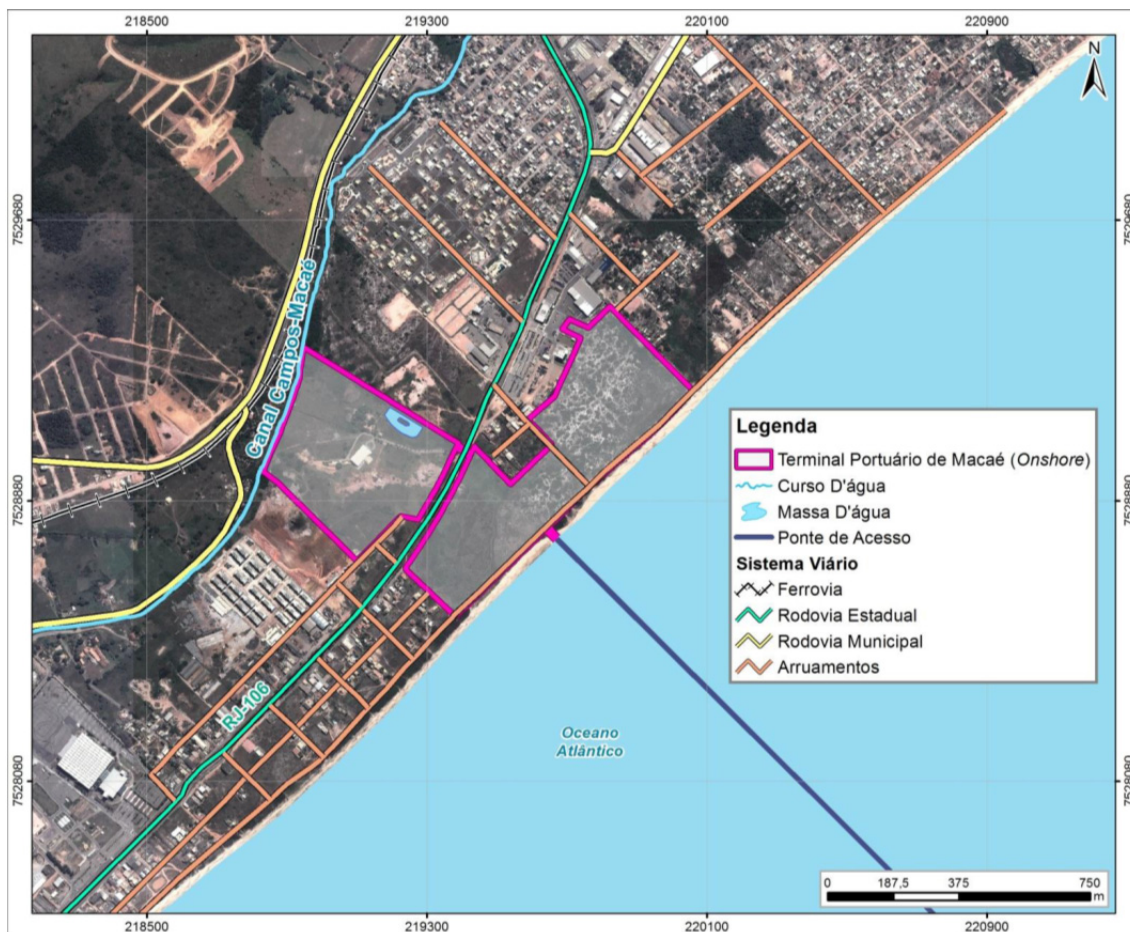 218500
219300
220100
220900
N
7529680
7529680
Canal Campos-Macaé
Legenda
Terminal Portuário de Macaé (Onshore)
Curso D'água
Massa D'água
Ponte de Acesso
Sistema Viário
Ferrovia
Rodovia Estadual
Rodovia Municipal
Arruamentos
7528880
7528880
RJ-106
Oceano
Atlântico
7528080
7528080
0 187,5 375 750
m
218500
219300
220100
220900